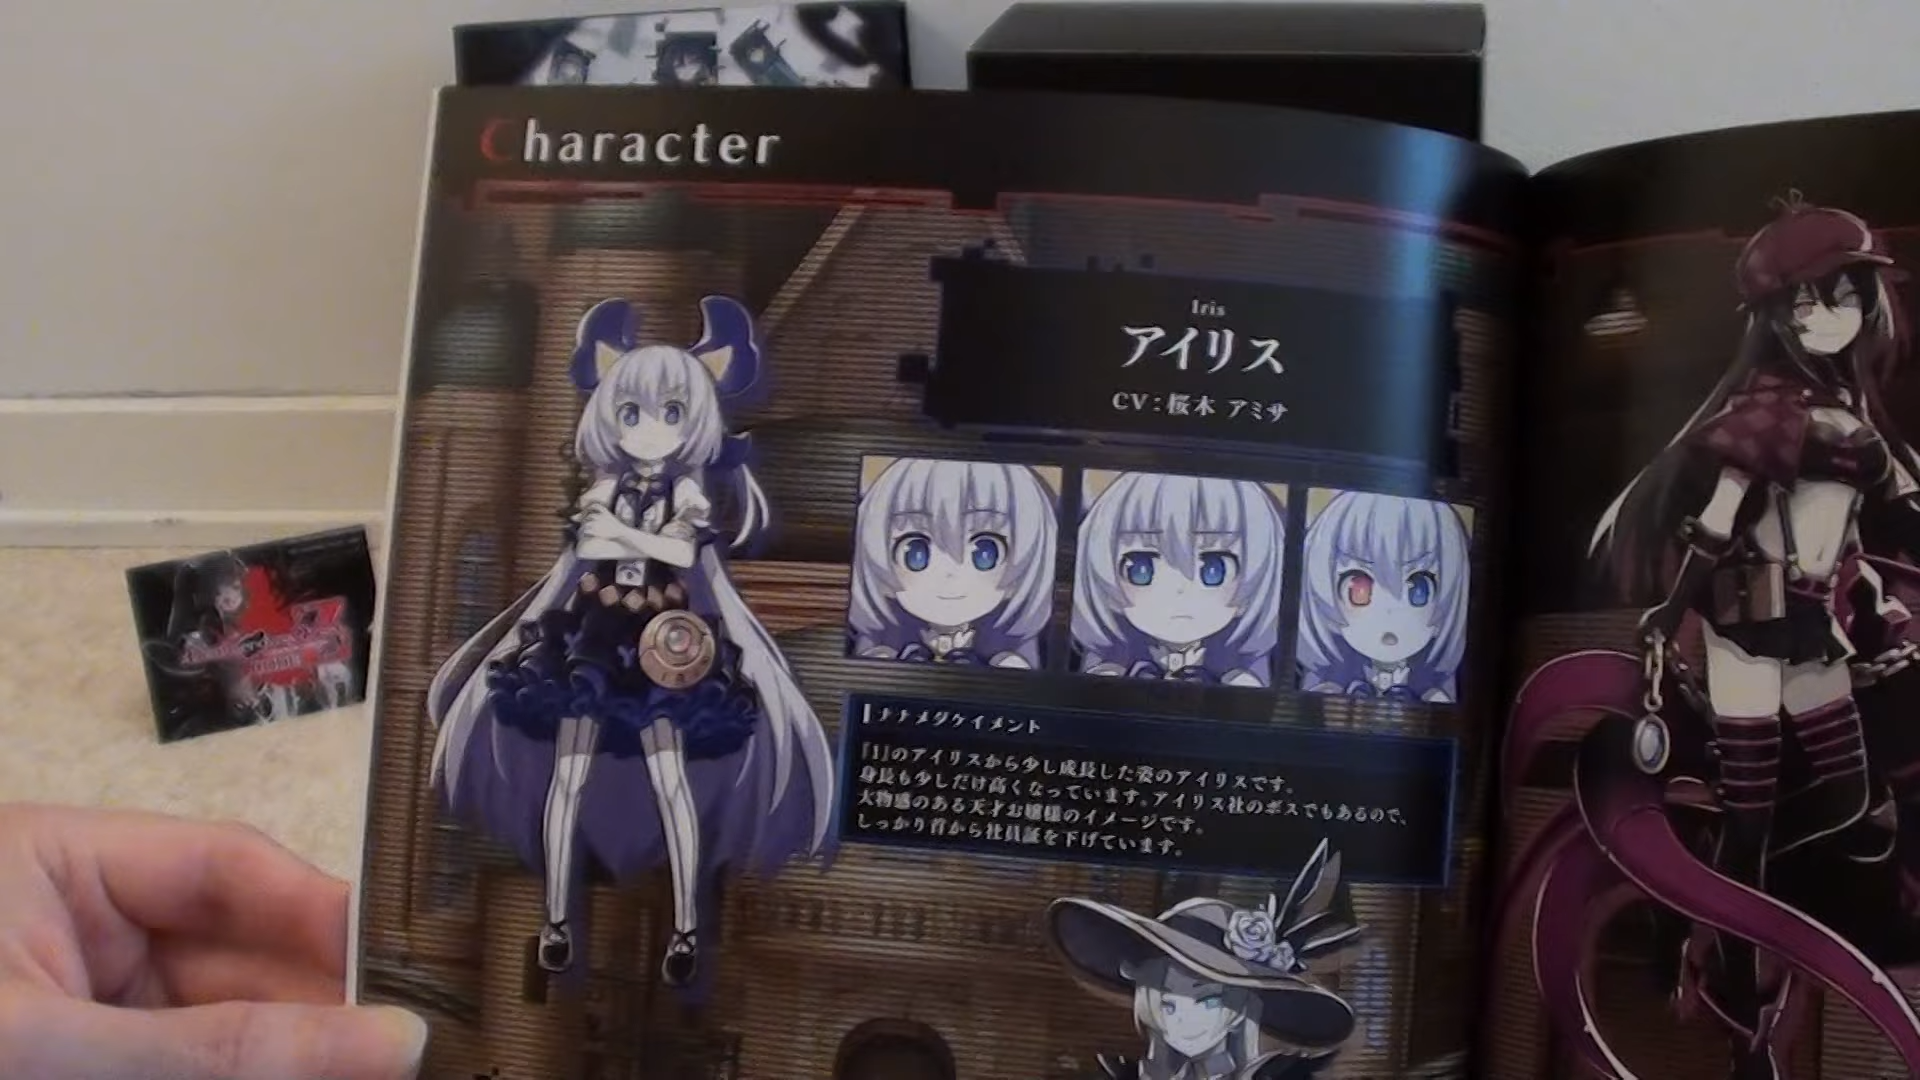 Character
Iris
アイリス
CV:桜木 アミサ
ナナメダケイメント
『1』のアイリスから少し成長した姿のアイリスです。
身長も少しだけ高くなっています。アイリス社のボスでもあるので、
大物感のある天才お嬢様のイメージです。
しっかり首から社員証を下げています。